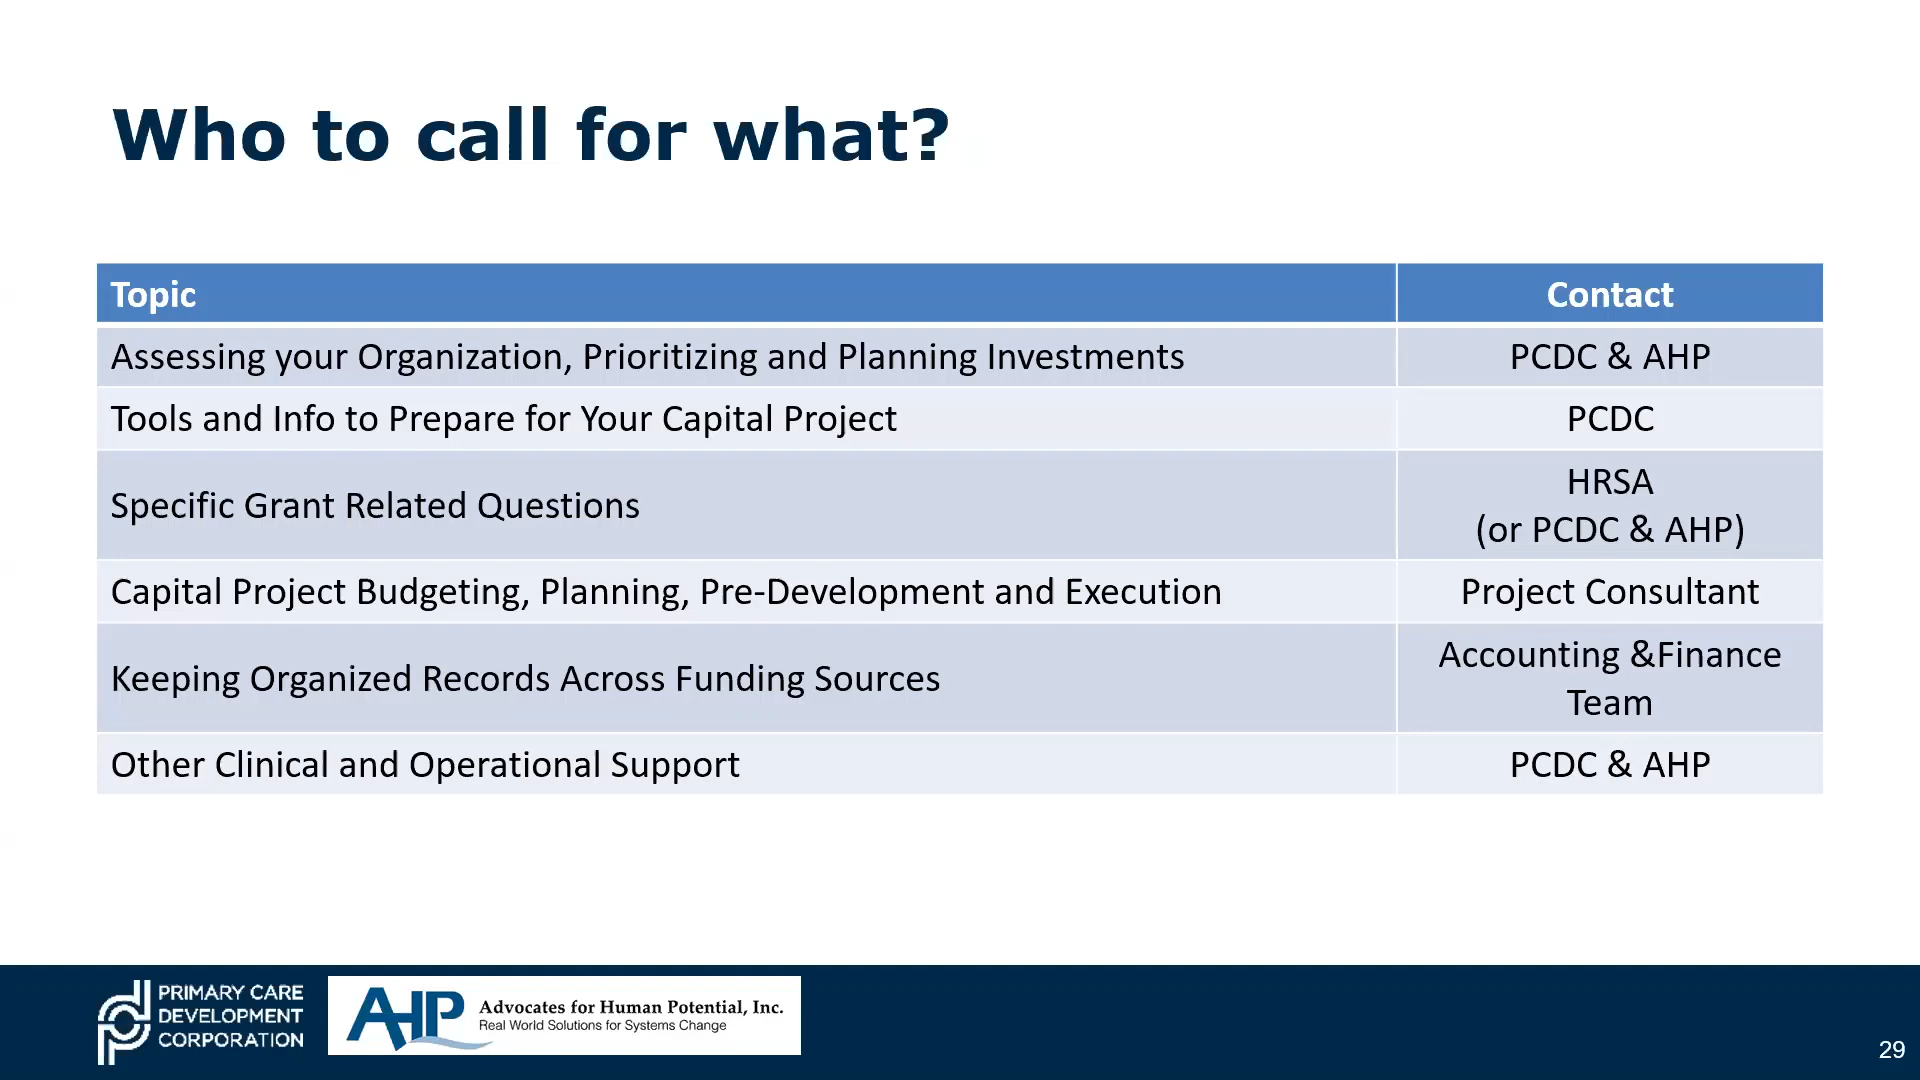 Who to call for what?
Topic
Contact
Assessing your Organization, Prioritizing and Planning Investments
PCDC & AHP
Tools and Info to Prepare for Your Capital Project
PCDC
Specific Grant Related Questions
HRSA
(or PCDC & AHP)
Capital Project Budgeting, Planning, Pre-Development and Execution
Project Consultant
Keeping Organized Records Across Funding Sources
Accounting &Finance
Team
Other Clinical and Operational Support
PCDC & AHP
PRIMARY CARE
DEVELOPMENT
CORPORATION
AHP
Advocates for Human Potential, Inc.
Real World Solutions for Systems Change
29